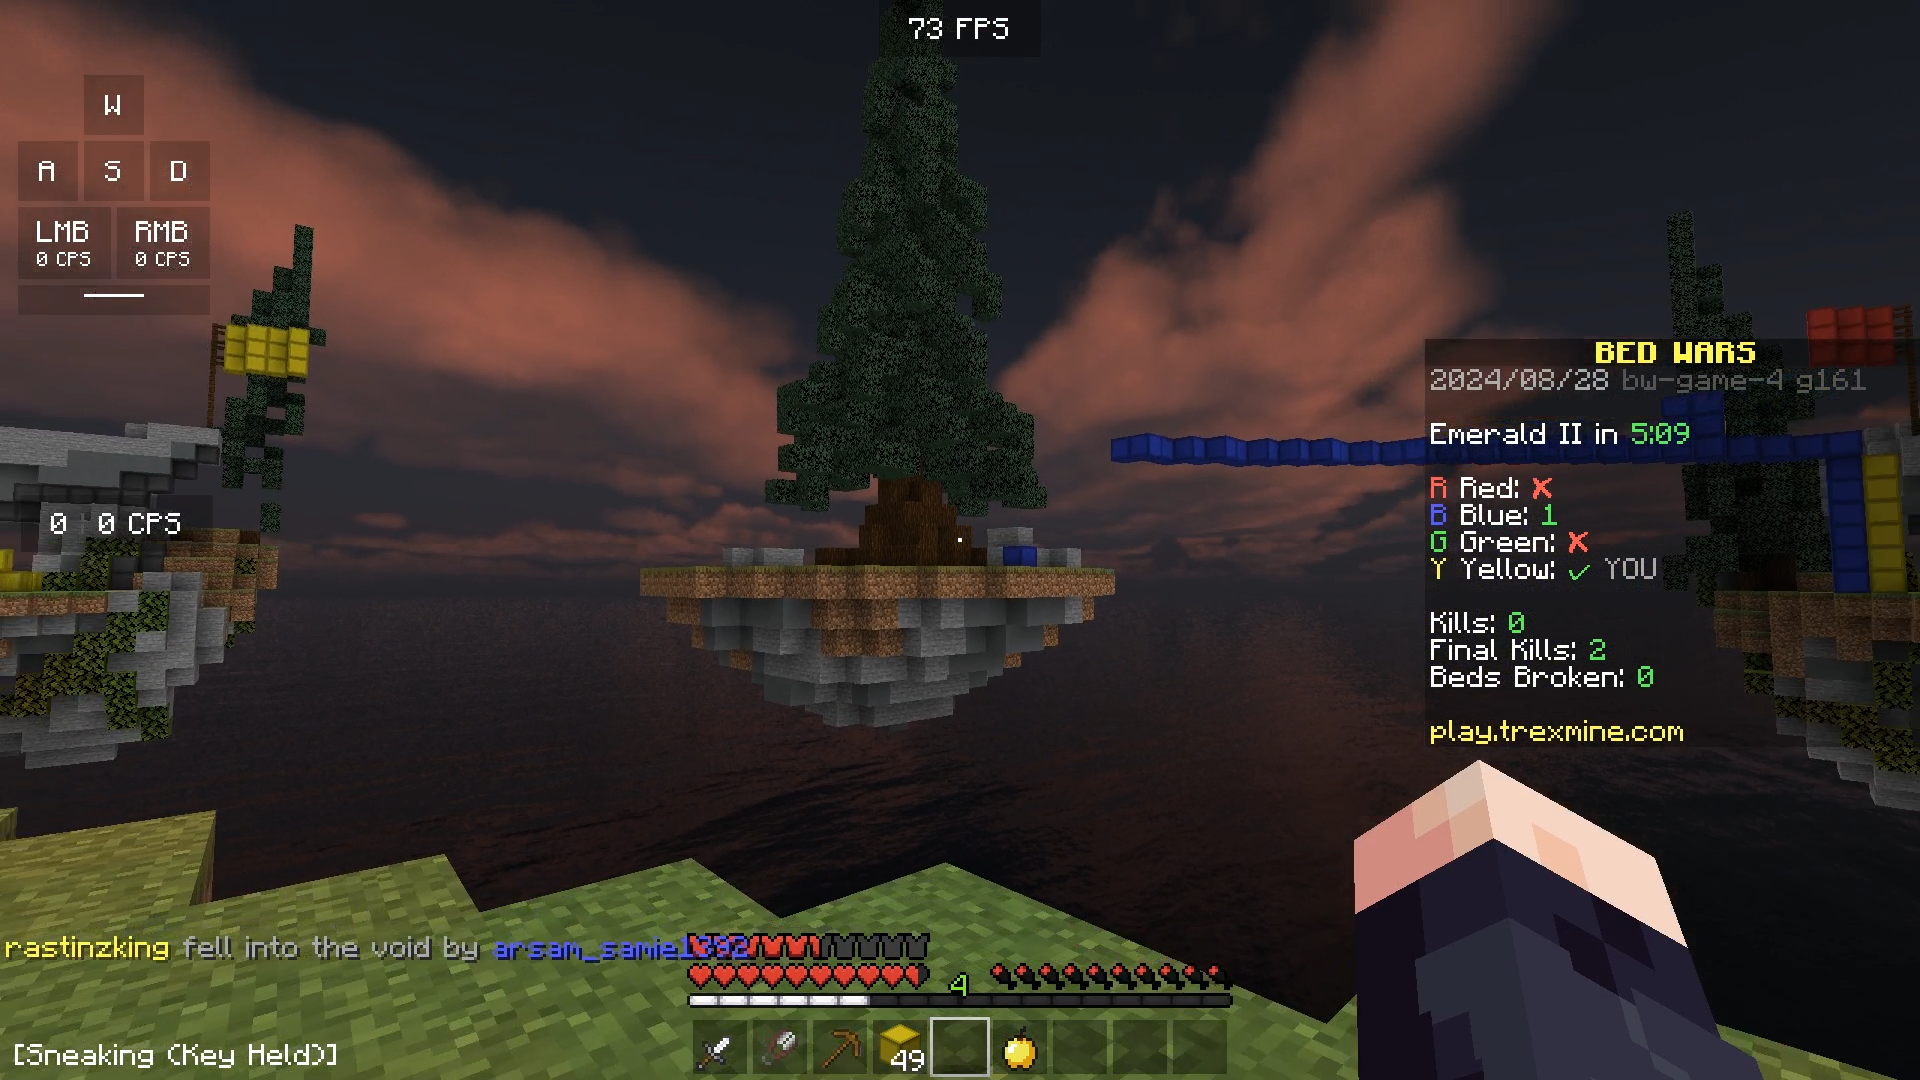 73 FPS
W
A S D
LMB RMB
0 CPS 0 CPS
0 | 0 CPS
BED WARS
2024/08/28 bw-game-4 g161
Emerald II in 5:09
R Red: ✗
B Blue: 1
G Green: ✗
Y Yellow: ✓ YOU
Kills: 0
Final Kills: 2
Beds Broken: 0
play.trexmine.com
rastinzking fell into the void by arsam_samie1392
4
49
[Sneaking (Key Held)]